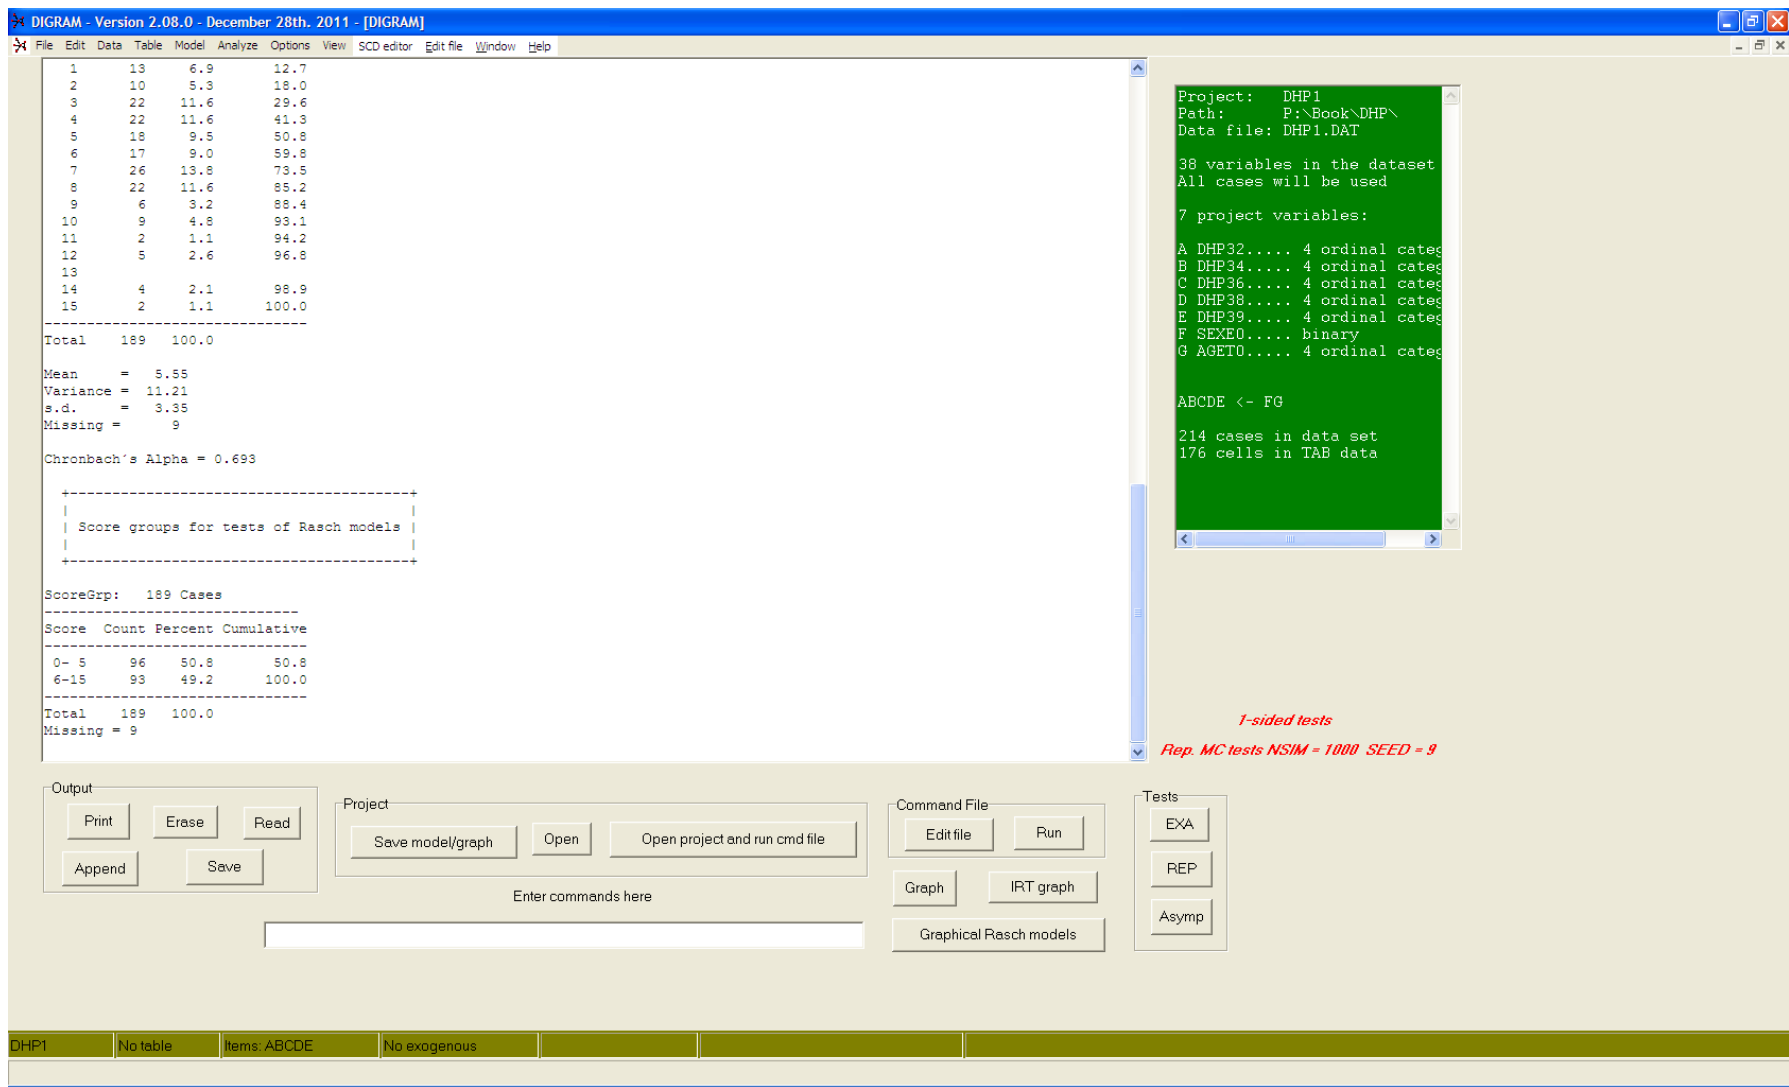 DIGRAM - Version 2.08.0 - December 28th. 2011 - [DIGRAM]
File Edit Data Table Model Analyze Options View SCD editor Edit file Window Help
1 13 6.9 12.7
2 10 5.3 18.0
3 22 11.6 29.6
4 22 11.6 41.3
5 18 9.5 50.8
6 17 9.0 59.8
7 26 13.8 73.5
8 22 11.6 85.2
9 6 3.2 88.4
10 9 4.8 93.1
11 2 1.1 94.2
12 5 2.6 96.8
13
14 4 2.1 98.9
15 2 1.1 100.0
-------------------------------
Total 189 100.0
Mean = 5.55
Variance = 11.21
s.d. = 3.35
Missing = 9
Chronbach´s Alpha = 0.693
+----------------------------------------+
| |
| Score groups for tests of Rasch models |
| |
+----------------------------------------+
ScoreGrp: 189 Cases
------------------------------
Score Count Percent Cumulative
-------------------------------
0- 5 96 50.8 50.8
6-15 93 49.2 100.0
-------------------------------
Total 189 100.0
Missing = 9
Project: DHP1
Path: P:\Book\DHP\
Data file: DHP1.DAT
38 variables in the dataset
All cases will be used
7 project variables:
A DHP32..... 4 ordinal categ
B DHP34..... 4 ordinal categ
C DHP36..... 4 ordinal categ
D DHP38..... 4 ordinal categ
E DHP39..... 4 ordinal categ
F SEXE0..... binary
G AGET0..... 4 ordinal categ
ABCDE <- FG
214 cases in data set
176 cells in TAB data
1-sided tests
Rep. MC tests NSIM = 1000 SEED = 9
Output
Print Erase Read
Append Save
Project
Save model/graph Open Open project and run cmd file
Enter commands here
Command File
Edit file Run
Graph IRT graph
Graphical Rasch models
Tests
EXA
REP
Asymp
DHP1 No table Items: ABCDE No exogenous